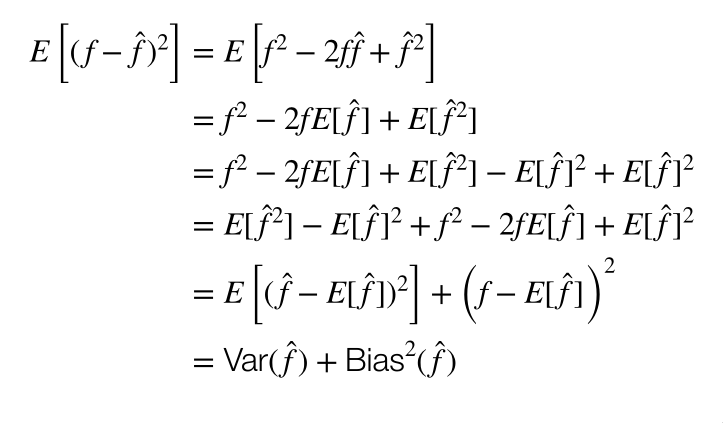 E[(f − f̂)²] = E[f² − 2ff̂ + f̂²]
= f² − 2fE[f̂] + E[f̂²]
= f² − 2fE[f̂] + E[f̂²] − E[f̂]² + E[f̂]²
= E[f̂²] − E[f̂]² + f² − 2fE[f̂] + E[f̂]²
= E[(f̂ − E[f̂])²] + (f − E[f̂])²
= Var(f̂) + Bias²(f̂)